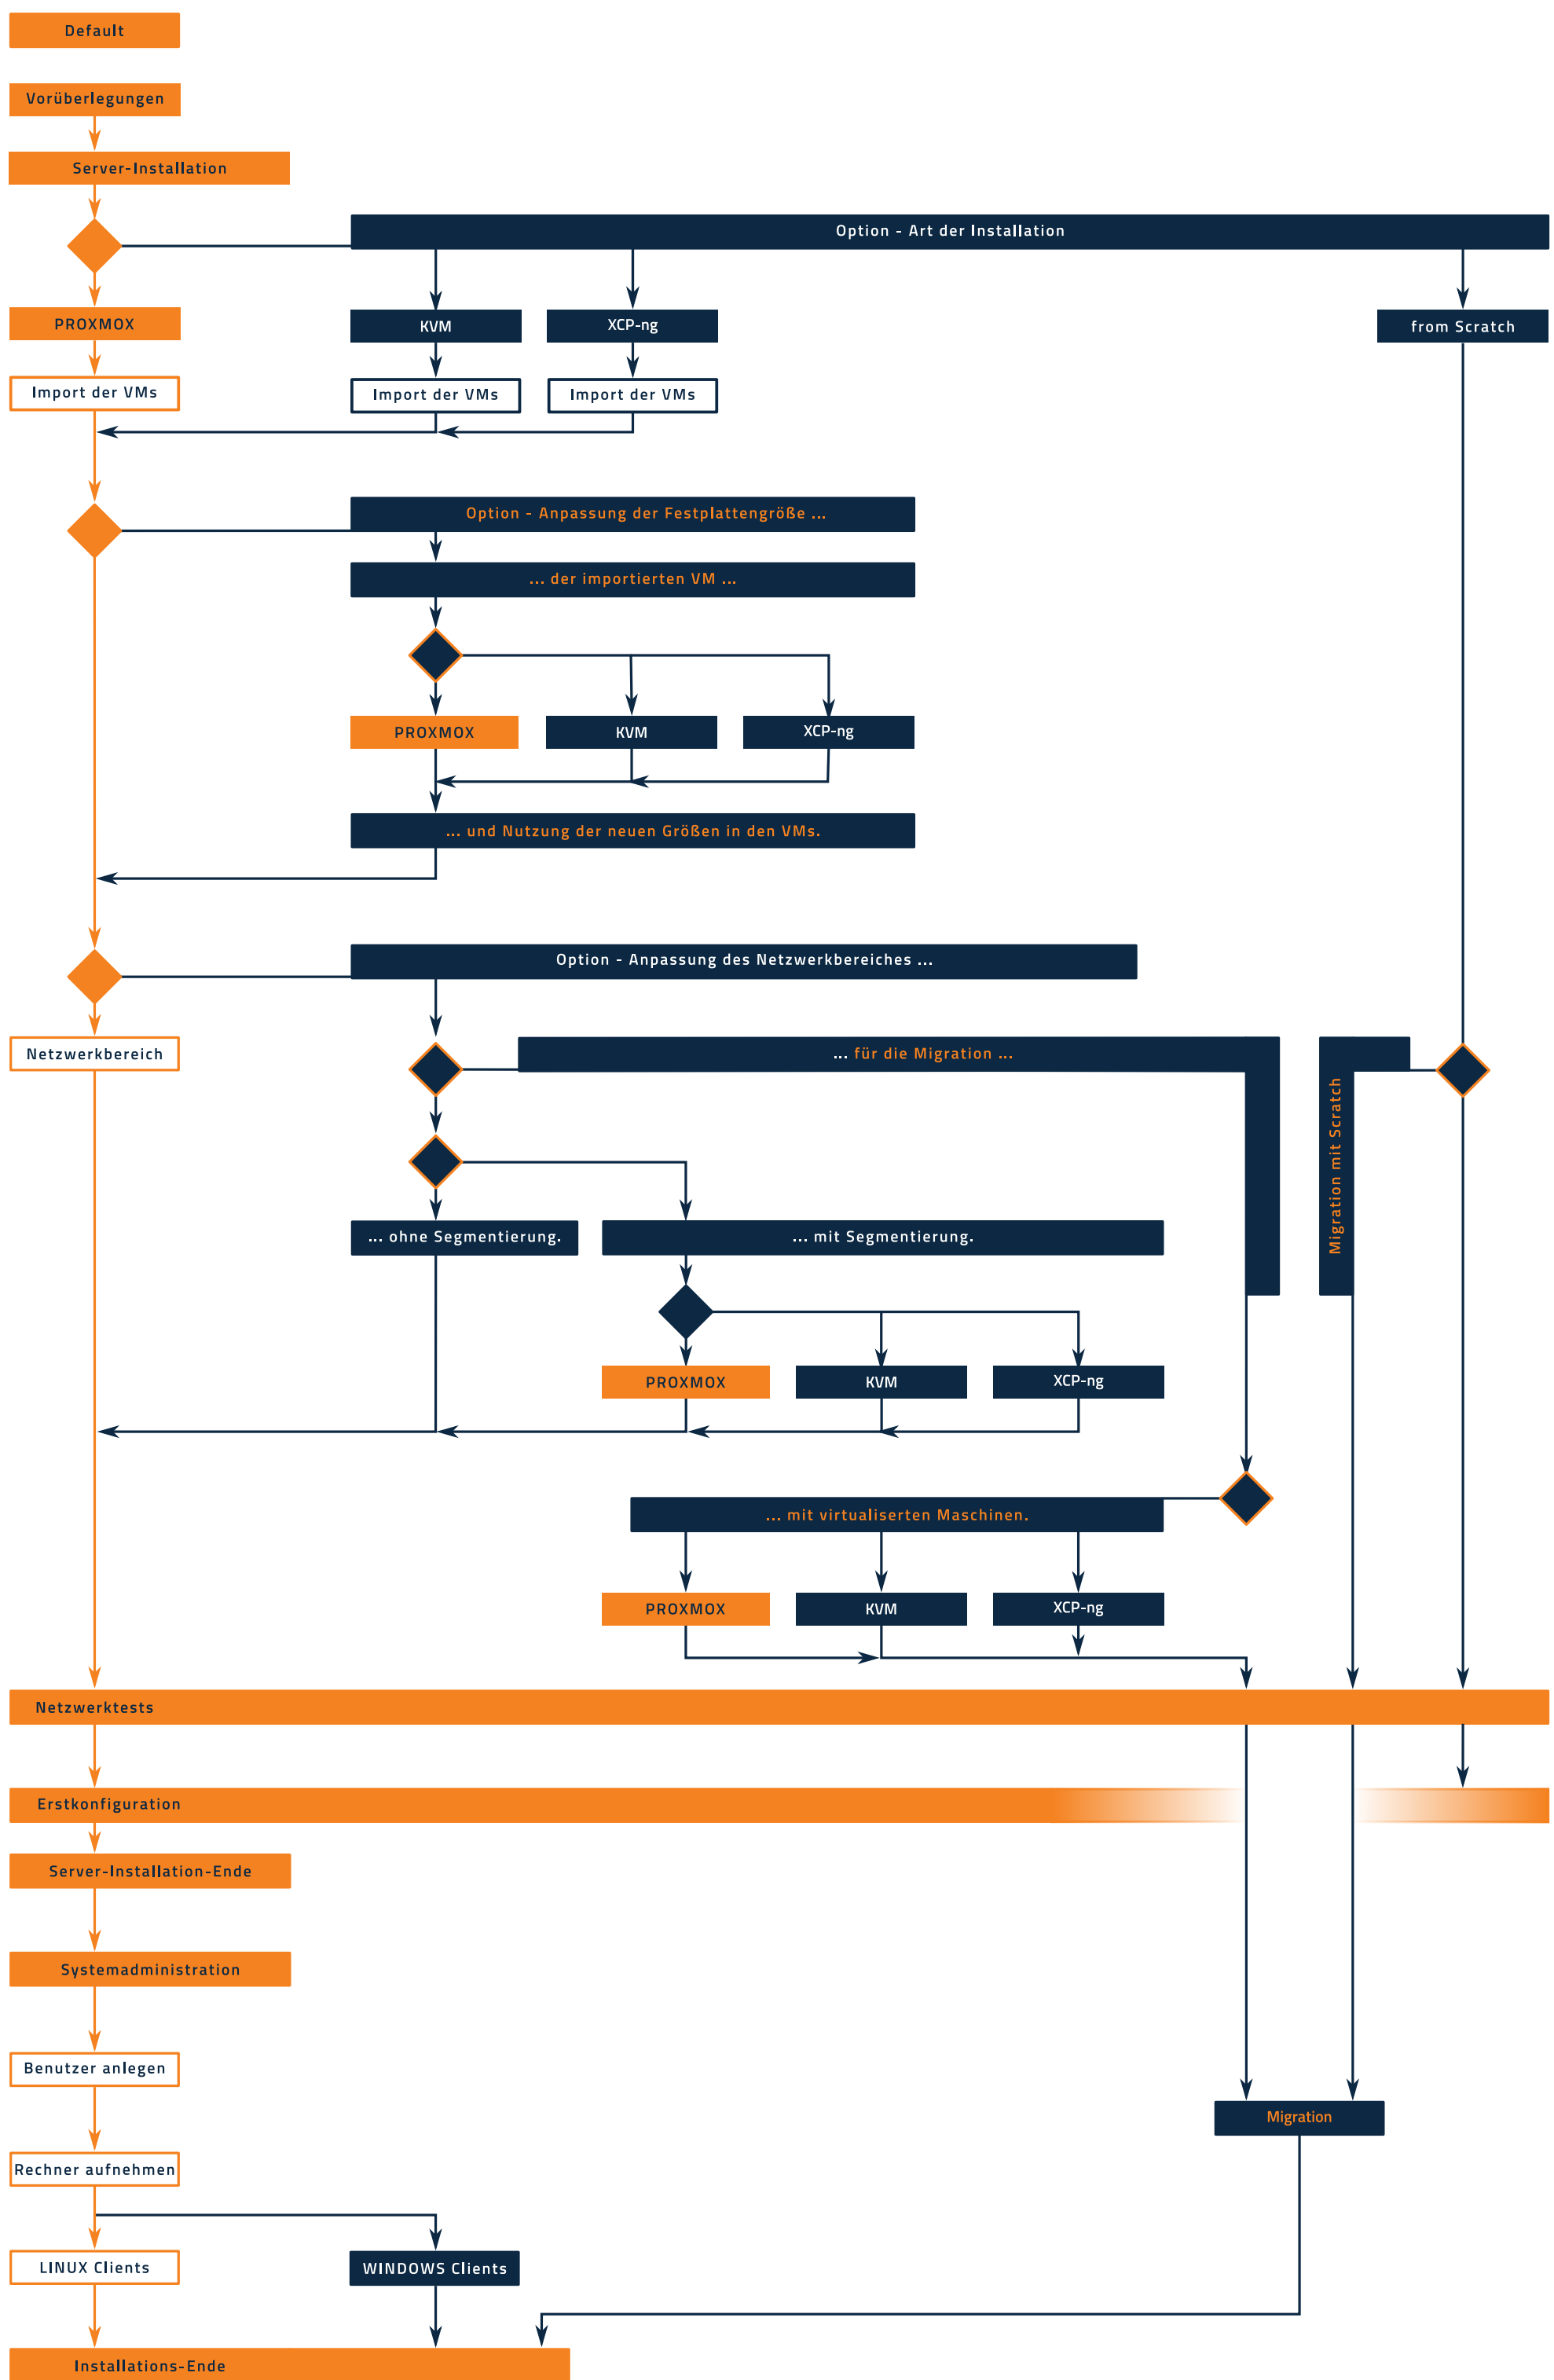 Default
Vorüberlegungen
Server-Installation
Option - Art der Installation
PROXMOX
KVM
XCP-ng
from Scratch
Import der VMs
Import der VMs
Import der VMs
Option - Anpassung der Festplattengröße ...
... der importierten VM ...
PROXMOX
KVM
XCP-ng
... und Nutzung der neuen Größen in den VMs.
Option - Anpassung des Netzwerkbereiches ...
Netzwerkbereich
... für die Migration ...
Migration mit Scratch
... ohne Segmentierung.
... mit Segmentierung.
PROXMOX
KVM
XCP-ng
... mit virtualiserten Maschinen.
PROXMOX
KVM
XCP-ng
Netzwerktests
Erstkonfiguration
Server-Installation-Ende
Systemadministration
Benutzer anlegen
Migration
Rechner aufnehmen
LINUX Clients
WINDOWS Clients
Installations-Ende